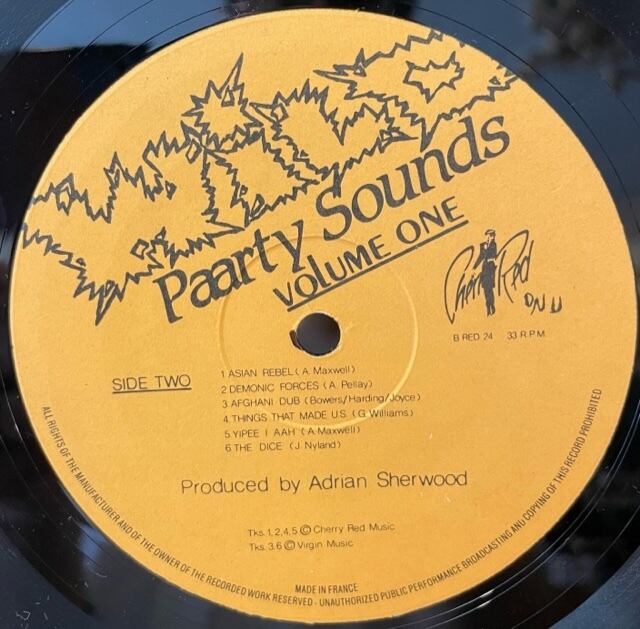 WILD
Paarty Sounds
VOLUME ONE
Cherry Red
ON U
B RED 24 33 R.P.M.
SIDE TWO
1 ASIAN REBEL (A. Maxwell)
2 DEMONIC FORCES (A. Pellay)
3 AFGHANI DUB (Bowers/Harding/Joyce)
4 THINGS THAT MADE U.S. (G. Williams)
5 YIPEE I AAH (A. Maxwell)
6 THE DICE (J. Nyland)
Produced by Adrian Sherwood
Tks. 1,2,4,5 © Cherry Red Music
Tks. 3.6 © Virgin Music
MADE IN FRANCE
ALL RIGHTS OF THE MANUFACTURER AND OF THE OWNER OF THE RECORDED WORK RESERVED - UNAUTHORIZED PUBLIC PERFORMANCE BROADCASTING AND COPYING OF THIS RECORD PROHIBITED